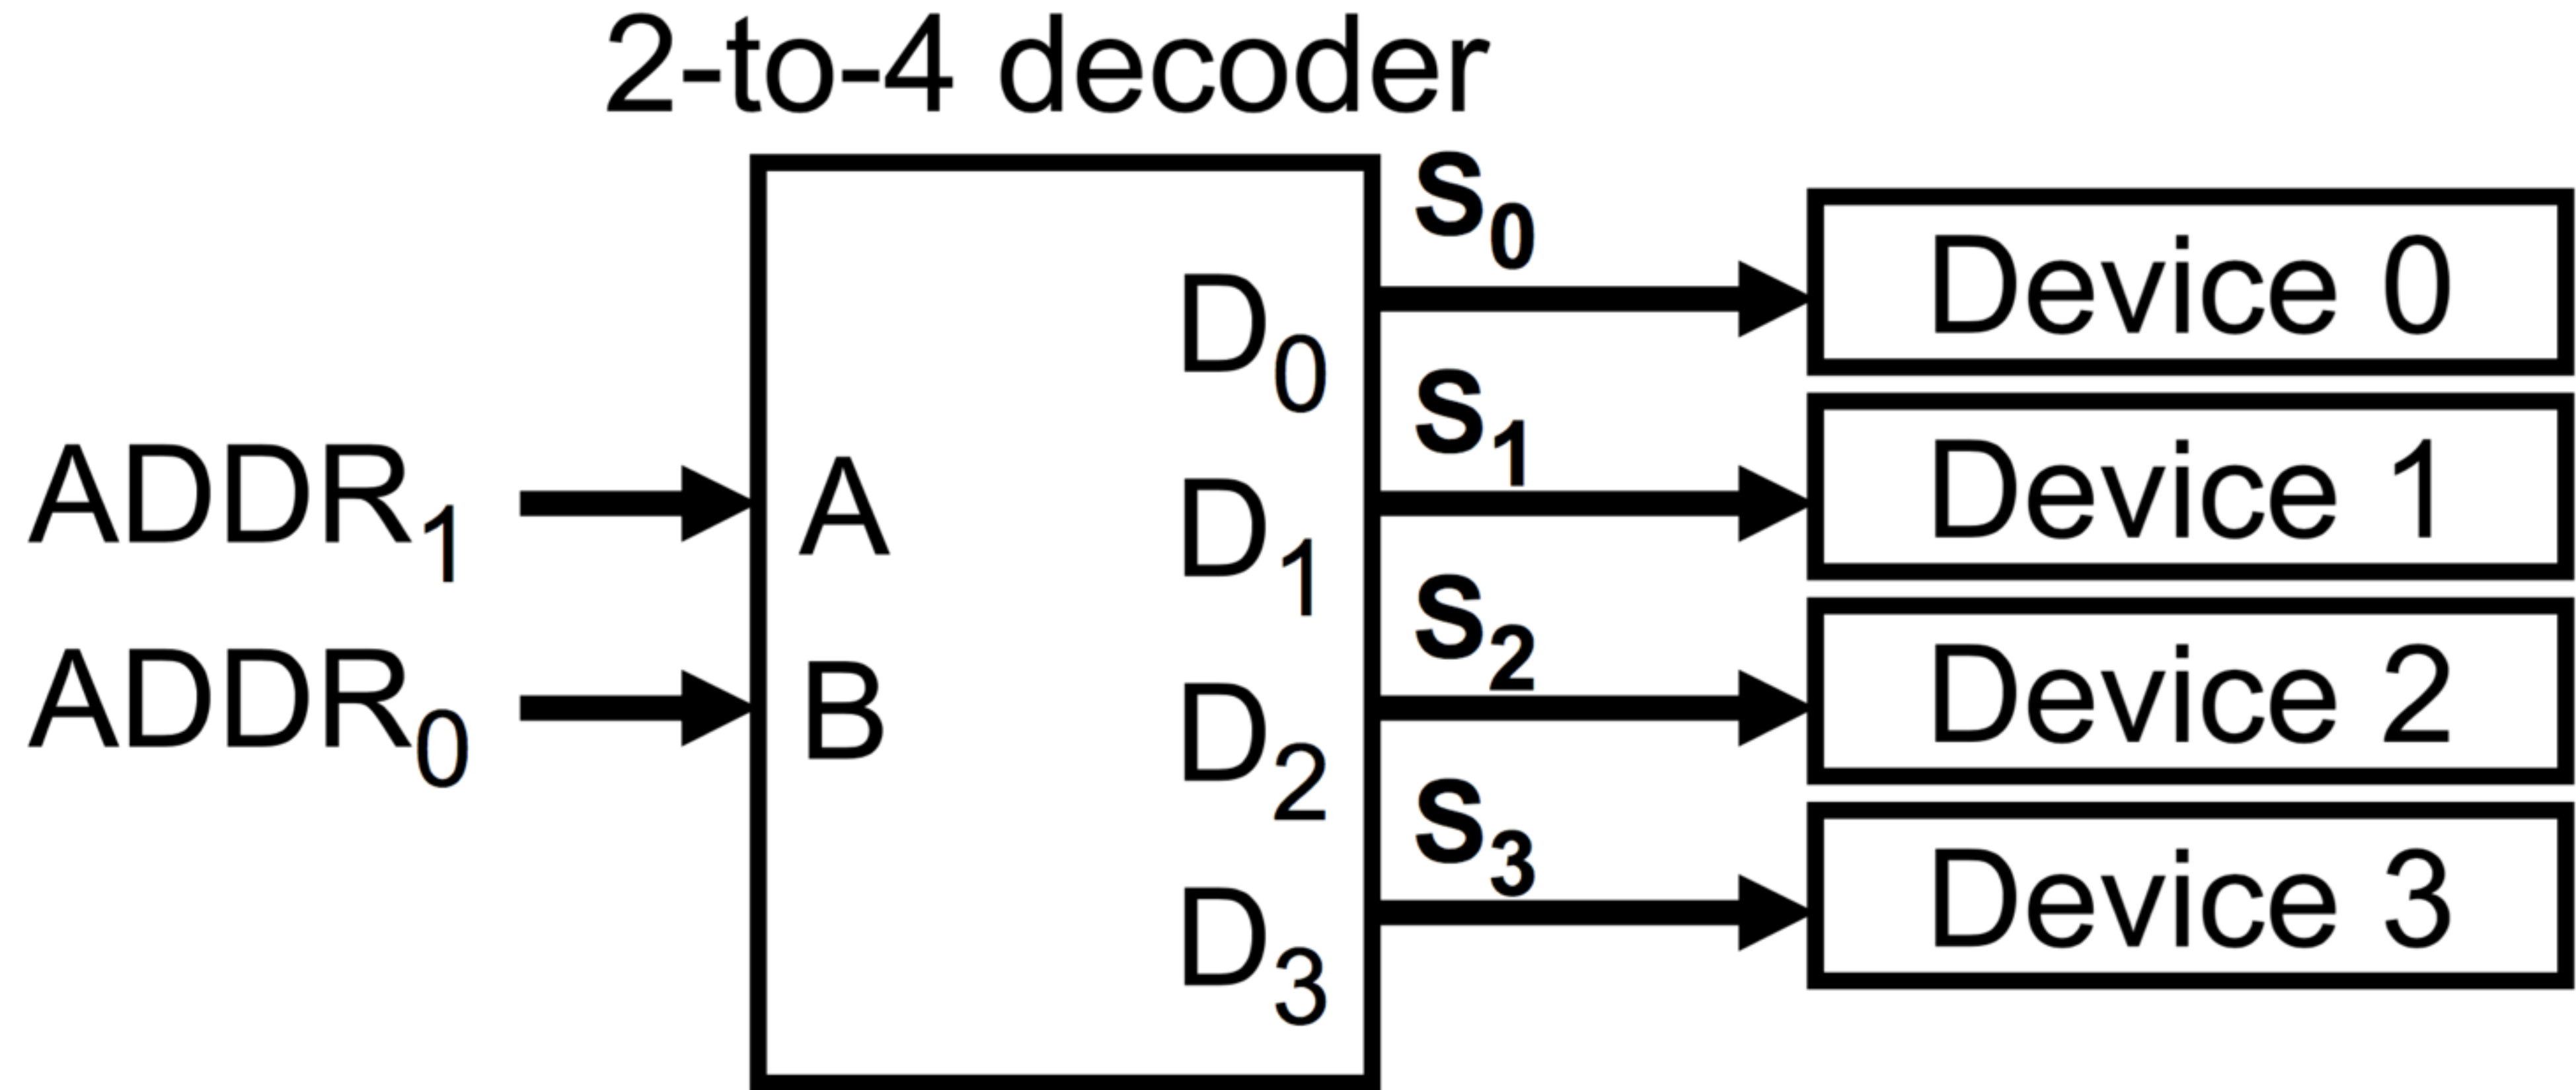 2-to-4 decoder
S0
D0
Device 0
ADDR1
A
S1
D1
Device 1
ADDR0
B
S2
D2
Device 2
S3
D3
Device 3